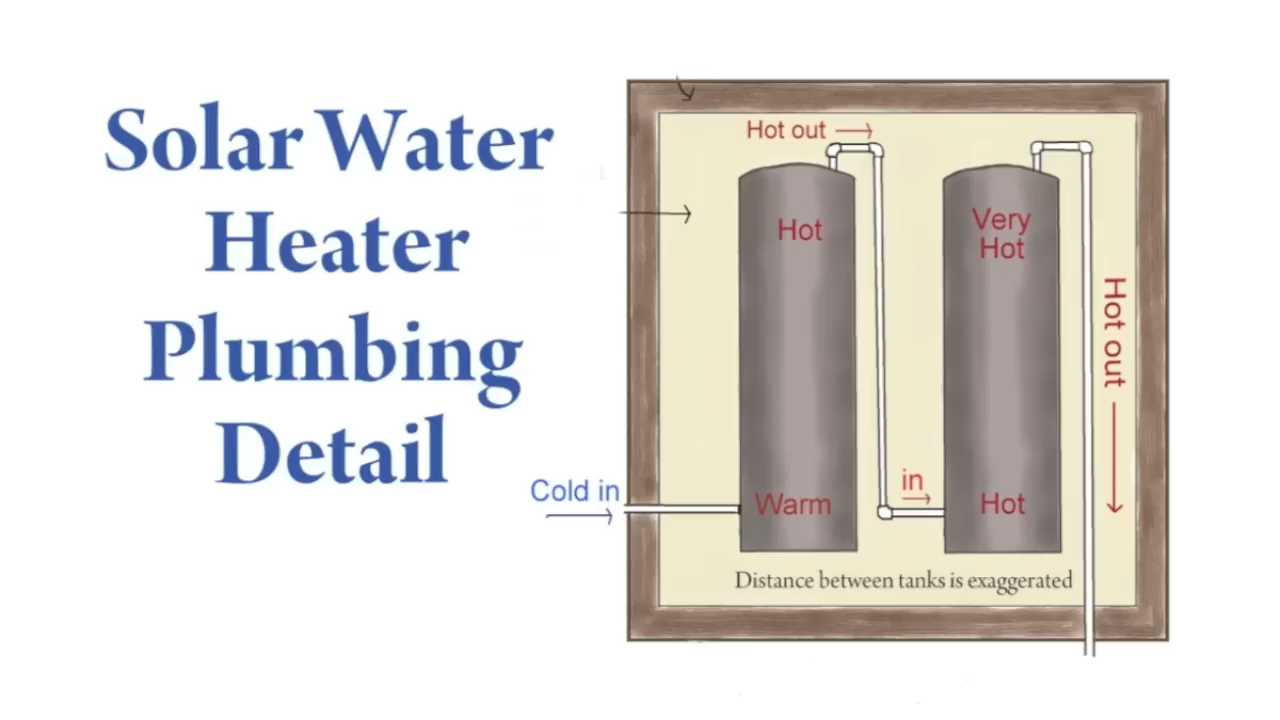 Solar Water
Heater
Plumbing
Detail
Hot out
Hot
Very
Hot
Hot out
Cold in
Warm
in
Hot
Distance between tanks is exaggerated